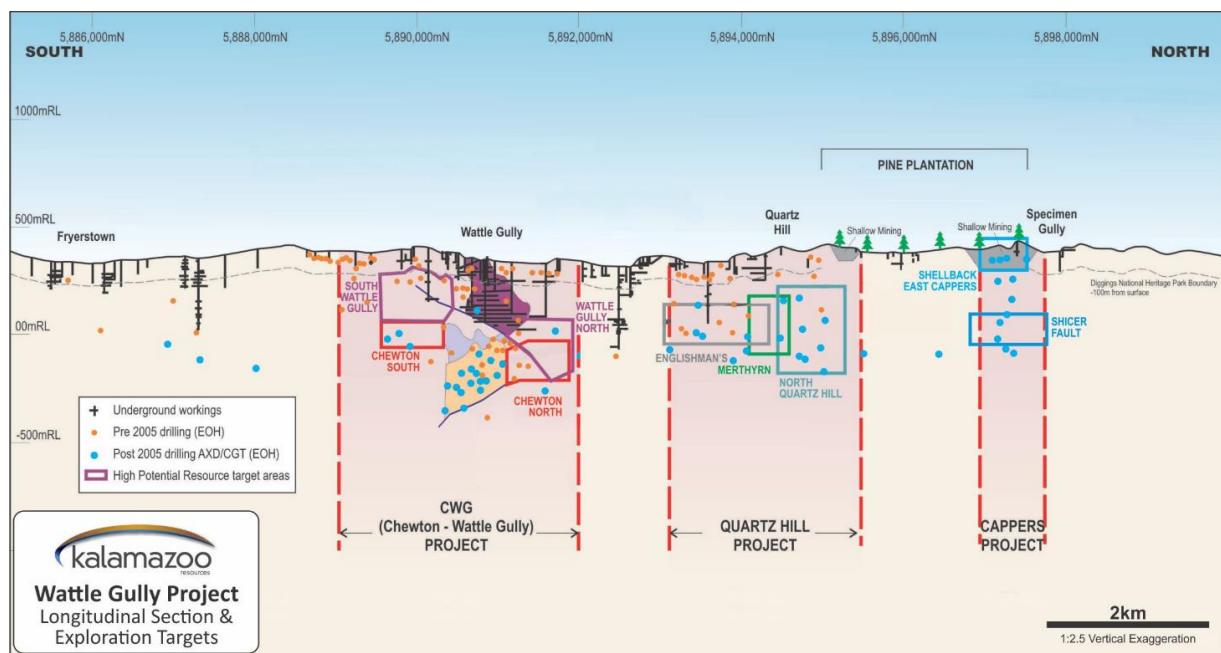 5,886,000mN
5,888,000mN
5,890,000mN
5,892,000mN
5,894,000mN
5,896,000mN
5,898,000mN
SOUTH
NORTH
1000mRL
PINE PLANTATION
500mRL
Fryerstown
Wattle Gully
Quartz
Hill
Shallow Mining
Shallow Mining
Specimen
Gully
SOUTH
WATTLE
GULLY
WATTLE
GULLY
NORTH
SHELLBACK
EAST CAPPERS
Diggings National Heritage Park Boundary
-100m from surface
00mRL
CHEWTON
SOUTH
CHEWTON
NORTH
ENGLISHMAN'S
MERTHYRN
NORTH
QUARTZ HILL
SHICER
FAULT
-500mRL
Underground workings
Pre 2005 drilling (EOH)
Post 2005 drilling AXD/CGT (EOH)
High Potential Resource target areas
CWG
(Chewton - Wattle Gully)
PROJECT
QUARTZ HILL
PROJECT
CAPPERS
PROJECT
kalamazoo
resources
Wattle Gully Project
Longitudinal Section &
Exploration Targets
2km
1:2.5 Vertical Exaggeration